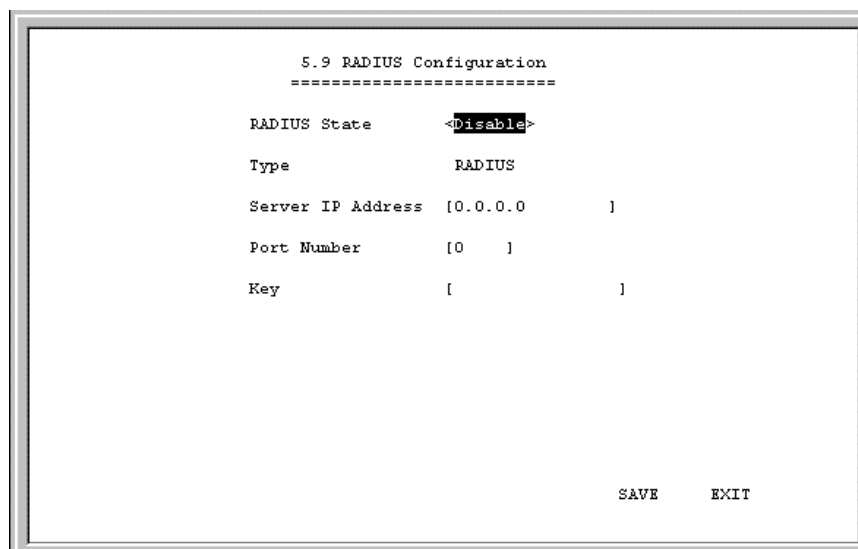 5.9 RADIUS Configuration
==========================
RADIUS State <Disable>
Type RADIUS
Server IP Address [0.0.0.0 ]
Port Number [0 ]
Key [ ]
SAVE EXIT